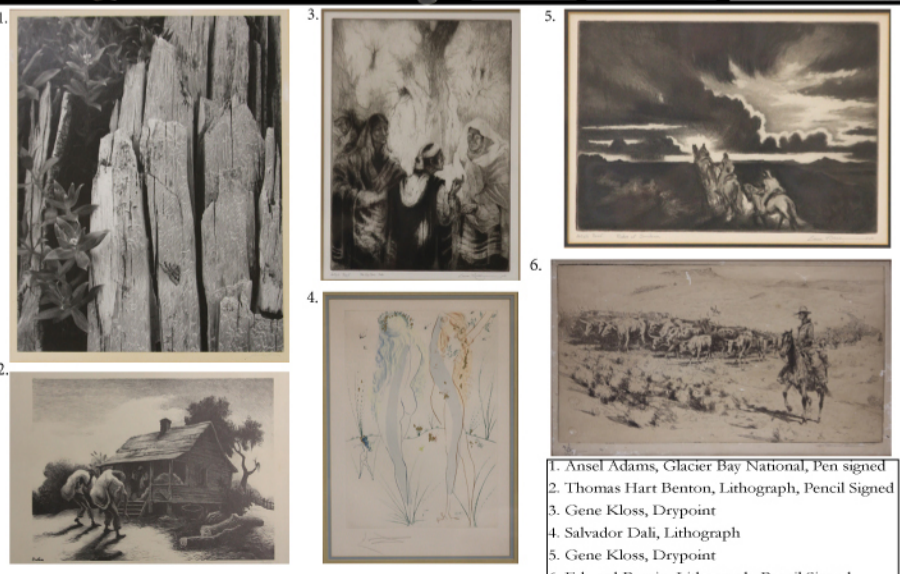 1.
3.
5.
4.
6.
2.
1. Ansel Adams, Glacier Bay National, Pen signed
2. Thomas Hart Benton, Lithograph, Pencil Signed
3. Gene Kloss, Drypoint
4. Salvador Dali, Lithograph
5. Gene Kloss, Drypoint